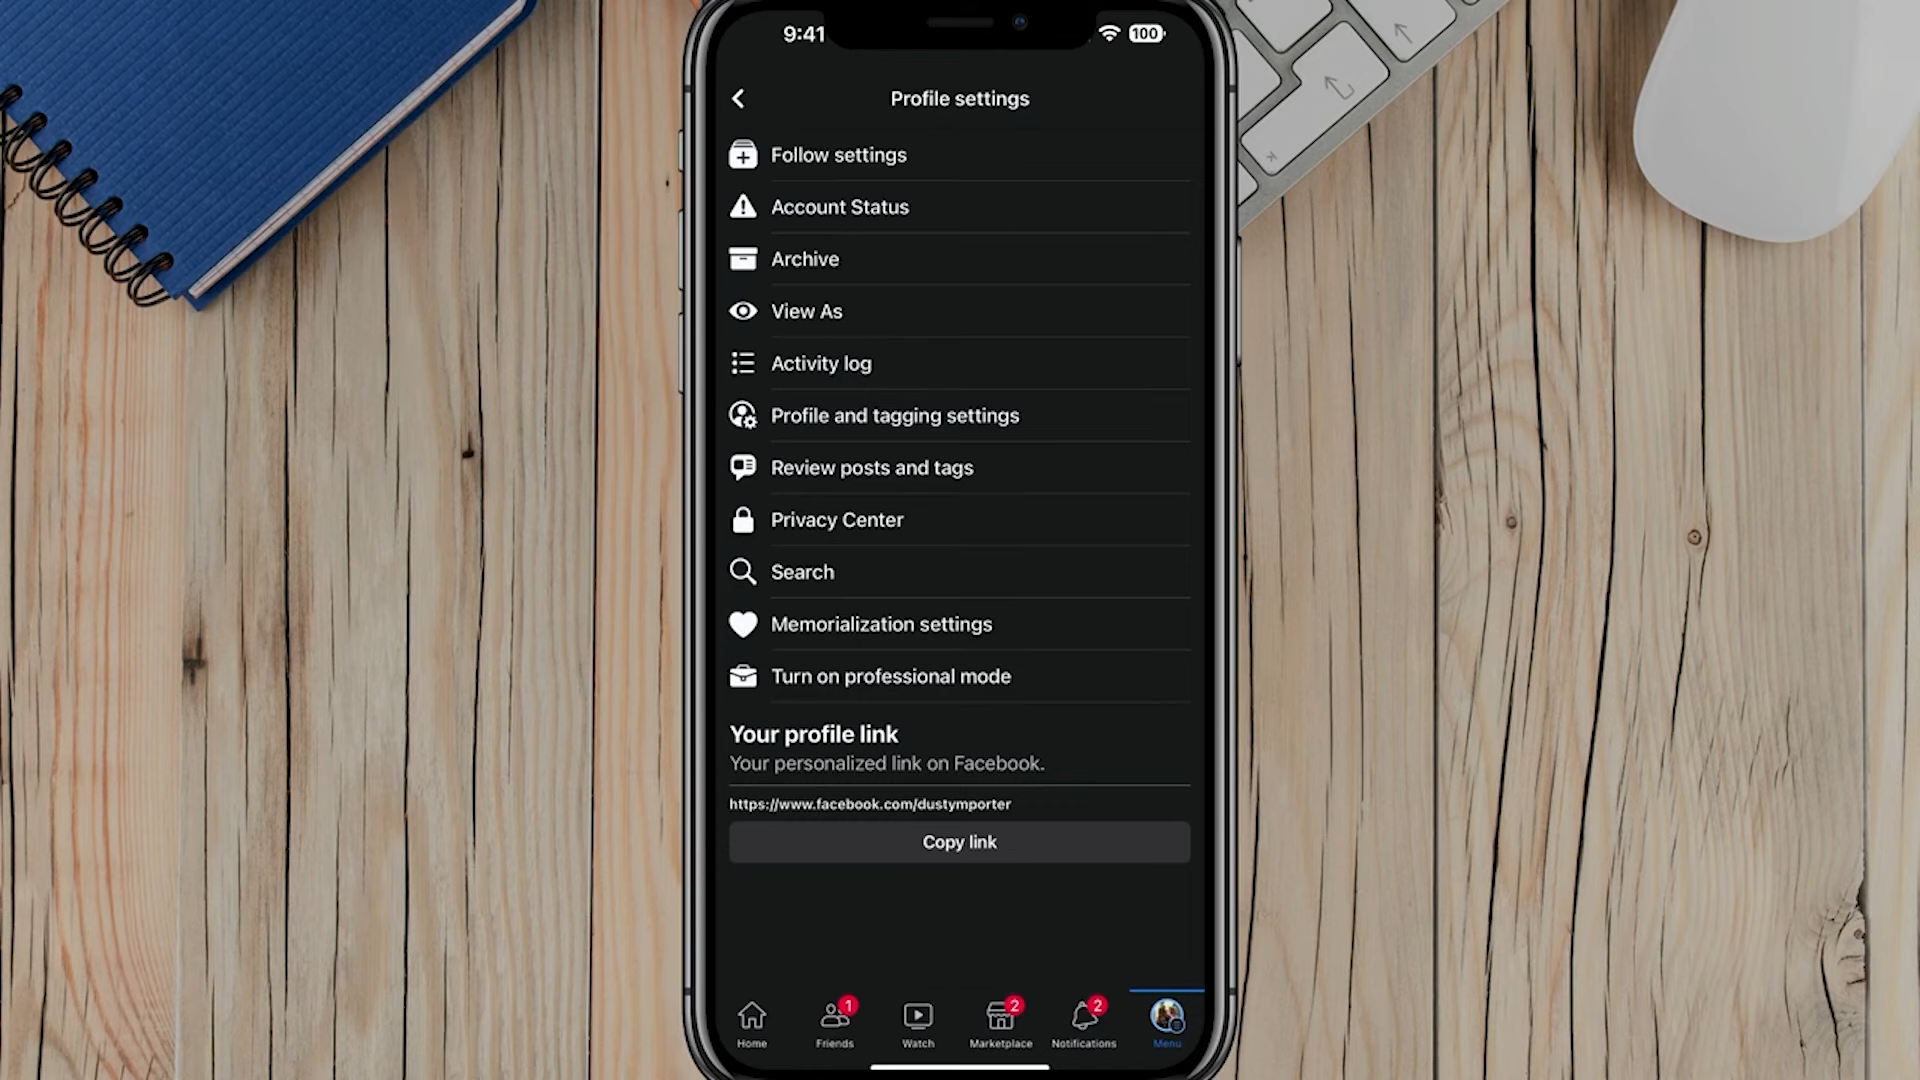 9:41
100
Profile settings
Follow settings
Account Status
Archive
View As
Activity log
Profile and tagging settings
Review posts and tags
Privacy Center
Search
Memorialization settings
Turn on professional mode
Your profile link
Your personalized link on Facebook.
https://www.facebook.com/dustymporter
Copy link
1
2
2
Home
Friends
Watch
Marketplace
Notifications
Menu